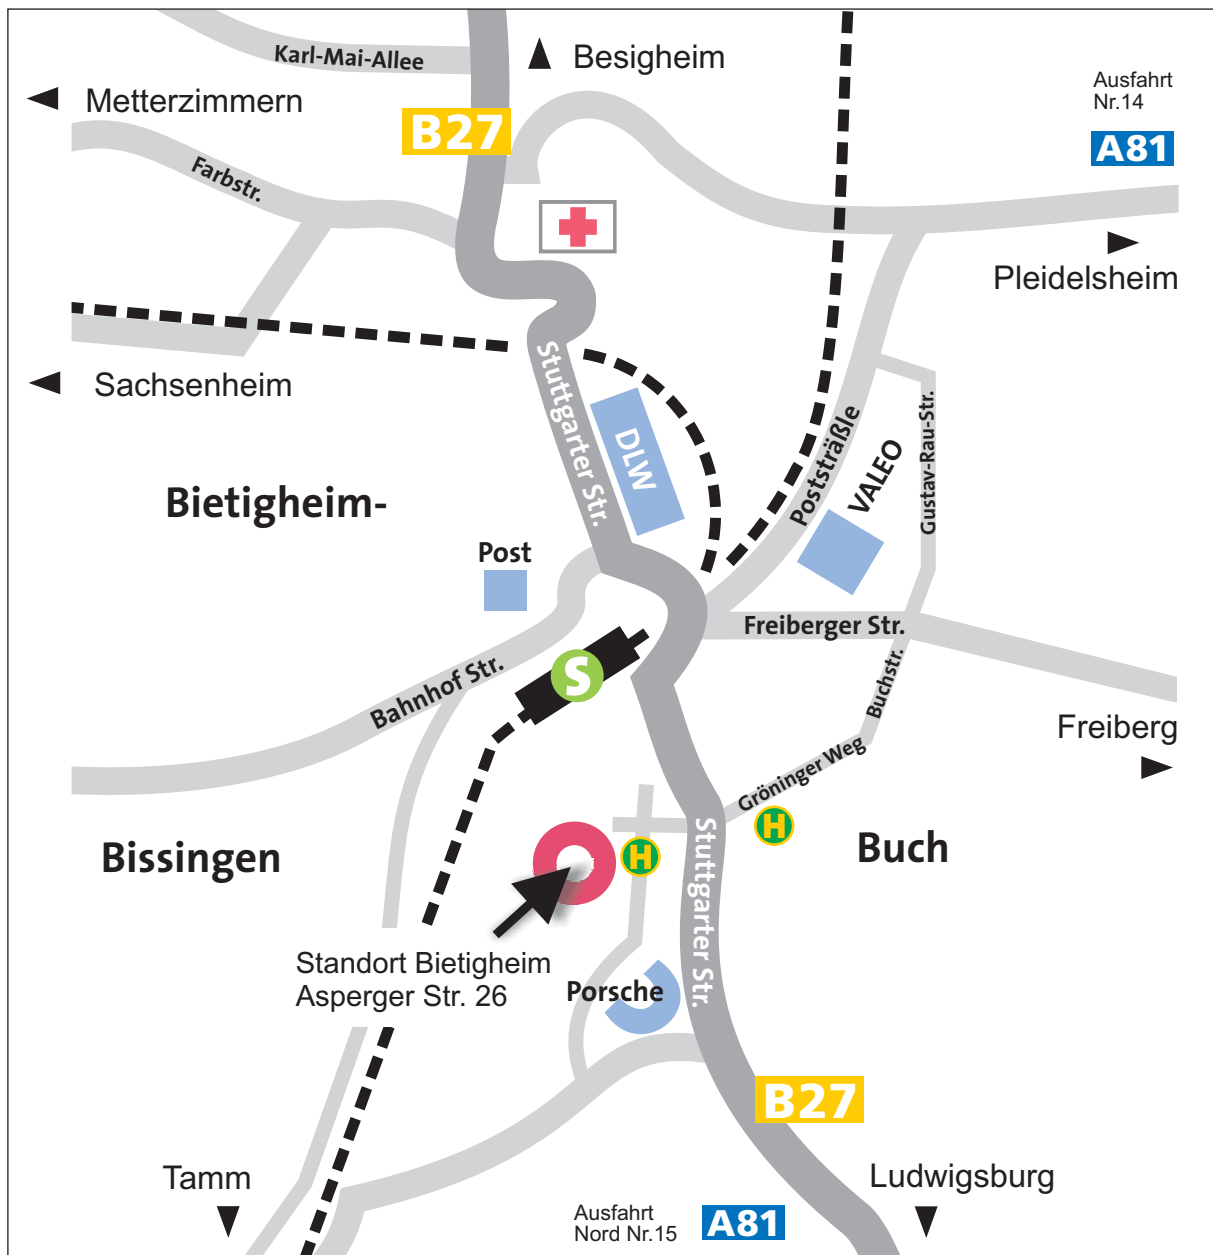 Karl-Mai-Allee
Besigheim
Ausfahrt
Nr.14
A81
Metterzimmern
B27
Farbstr.
Pleidelsheim
Sachsenheim
Stuttgarter Str.
DLW
Poststräßle
VALEO
Gustav-Rau-Str.
Bietigheim-
Post
Freiberger Str.
S
Bahnhof Str.
Buchstr.
Freiberg
Gröninger Weg
H
H
Bissingen
Buch
Stuttgarter Str.
Standort Bietigheim
Asperger Str. 26
Porsche
B27
Tamm
Ludwigsburg
Ausfahrt
Nord Nr.15
A81